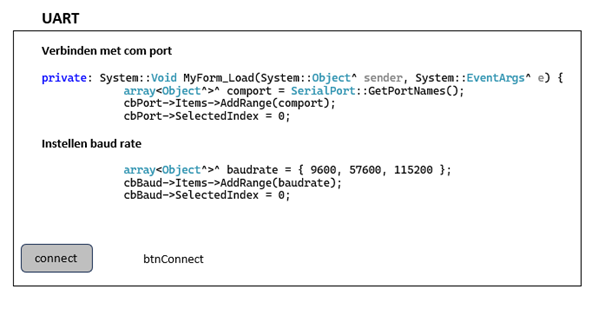 UART
Verbinden met com port
private: System::Void MyForm_Load(System::Object^ sender, System::EventArgs^ e) {
array<Object^>^ comport = SerialPort::GetPortNames();
cbPort->Items->AddRange(comport);
cbPort->SelectedIndex = 0;
Instellen baud rate
array<Object^>^ baudrate = { 9600, 57600, 115200 };
cbBaud->Items->AddRange(baudrate);
cbBaud->SelectedIndex = 0;
connect btnConnect